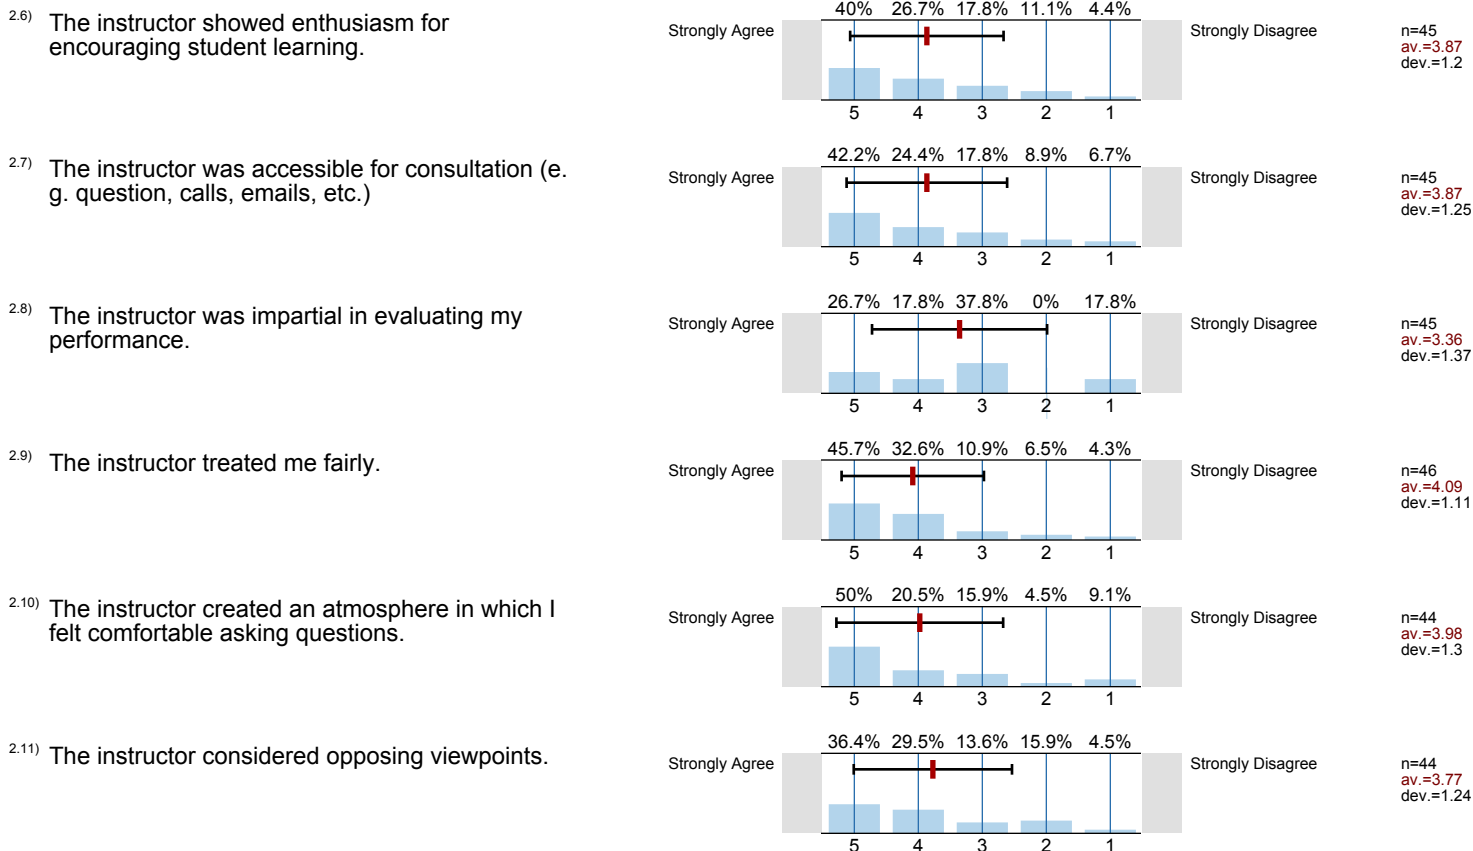 2.6) The instructor showed enthusiasm for
encouraging student learning.
40% 26.7% 17.8% 11.1% 4.4%
Strongly Agree
Strongly Disagree
n=45
av.=3.87
dev.=1.2
5 4 3 2 1
2.7) The instructor was accessible for consultation (e.
g. question, calls, emails, etc.)
42.2% 24.4% 17.8% 8.9% 6.7%
Strongly Agree
Strongly Disagree
n=45
av.=3.87
dev.=1.25
5 4 3 2 1
2.8) The instructor was impartial in evaluating my
performance.
26.7% 17.8% 37.8% 0% 17.8%
Strongly Agree
Strongly Disagree
n=45
av.=3.36
dev.=1.37
5 4 3 2 1
2.9) The instructor treated me fairly.
45.7% 32.6% 10.9% 6.5% 4.3%
Strongly Agree
Strongly Disagree
n=46
av.=4.09
dev.=1.11
5 4 3 2 1
2.10) The instructor created an atmosphere in which I
felt comfortable asking questions.
50% 20.5% 15.9% 4.5% 9.1%
Strongly Agree
Strongly Disagree
n=44
av.=3.98
dev.=1.3
5 4 3 2 1
2.11) The instructor considered opposing viewpoints.
36.4% 29.5% 13.6% 15.9% 4.5%
Strongly Agree
Strongly Disagree
n=44
av.=3.77
dev.=1.24
5 4 3 2 1